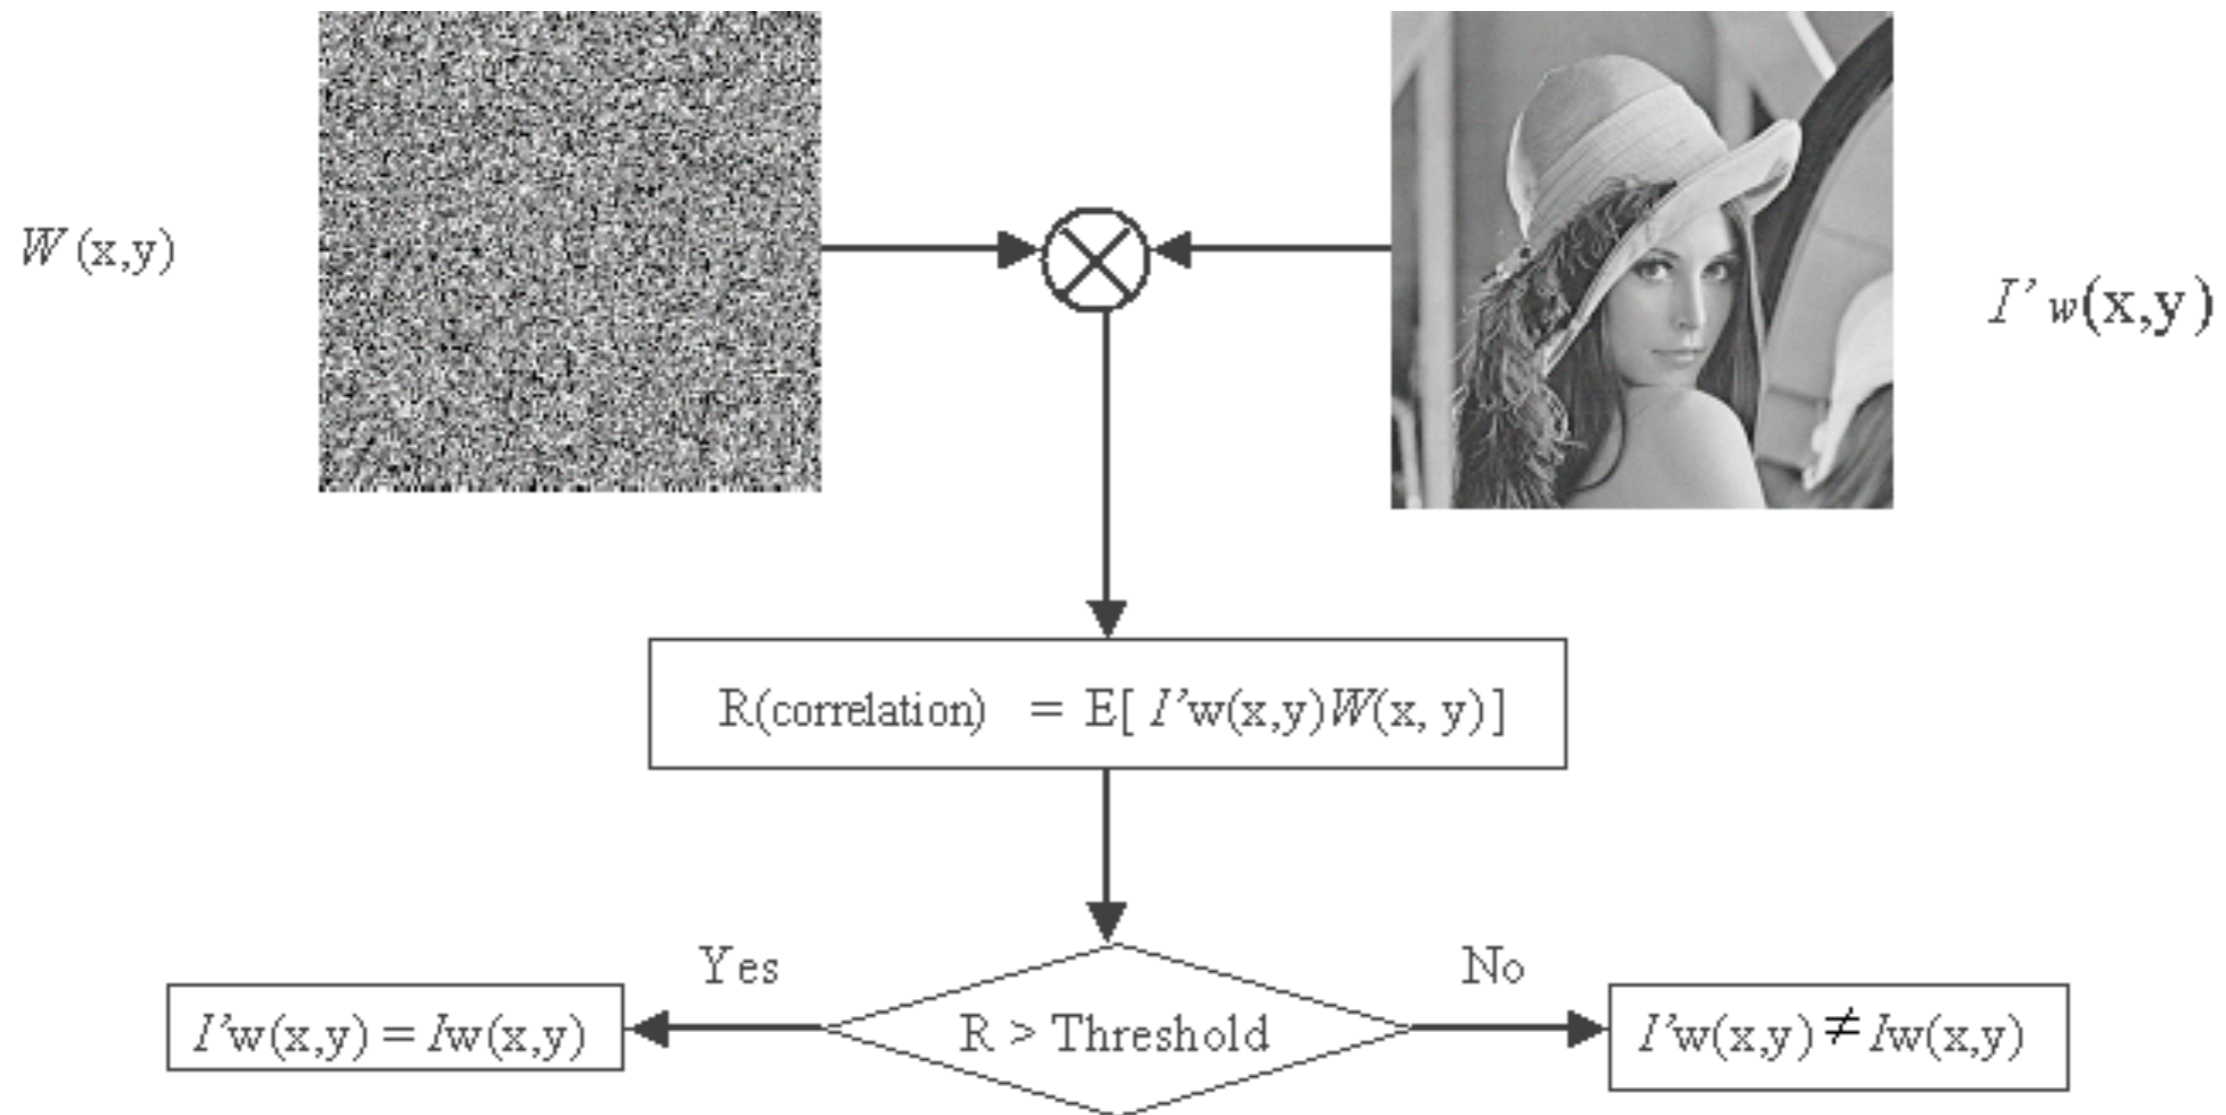 W (x,y)
I’ w(x,y)
R(correlation) = E[ I’w(x,y)W(x, y)]
Yes
No
I’w(x,y) = Iw(x,y)
R > Threshold
I’w(x,y) ≠ Iw(x,y)